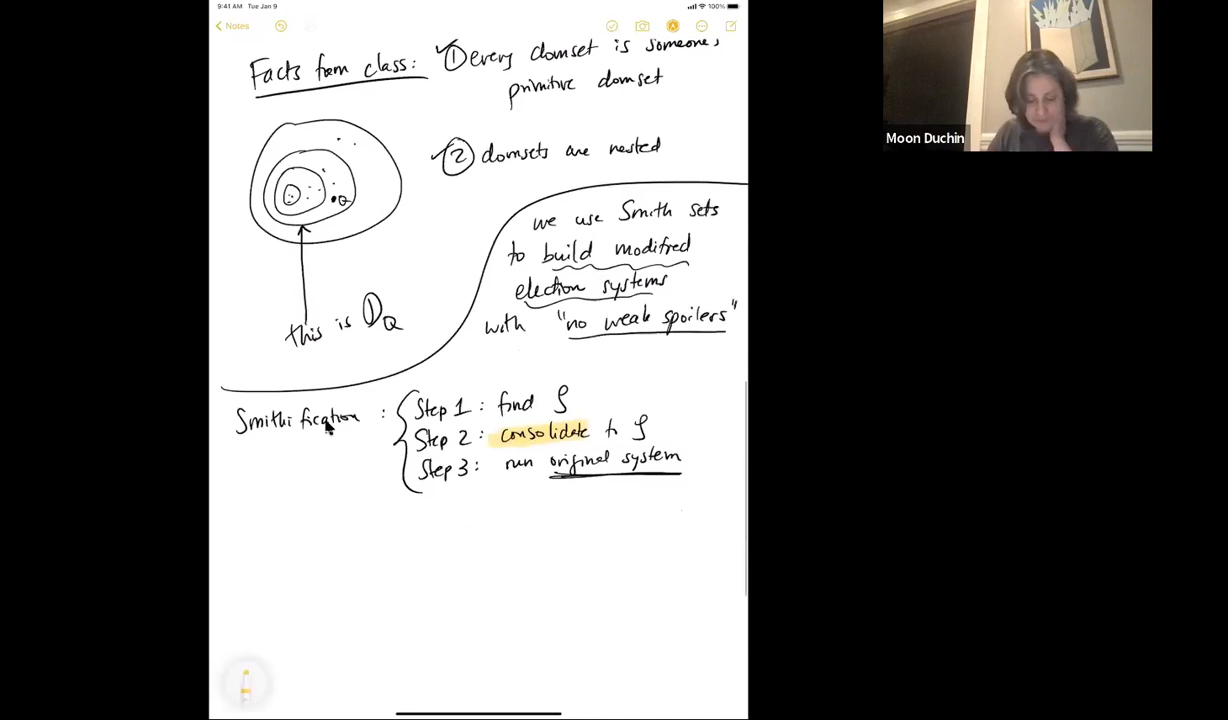 9:41 AM Tue Jan 9
100%
Notes
Facts from class: ① every domset is someone's
primitive domset
② domsets are nested
Q
this is D_Q
we use Smith sets
to build modified
election systems
with "no weak spoilers"
Smithification :
Step 1: find S
Step 2: consolidate to S
Step 3: run original system
Moon Duchin